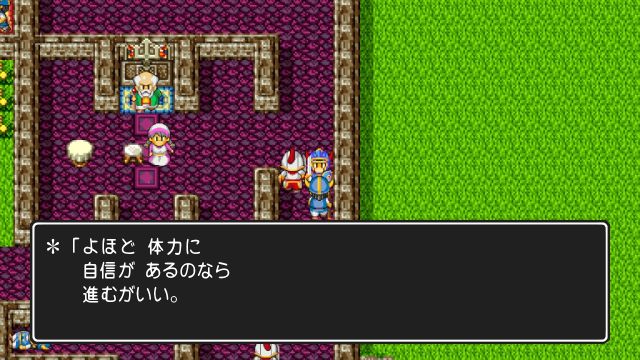 ＊「よほど 体力に
自信が あるのなら
進むがいい。